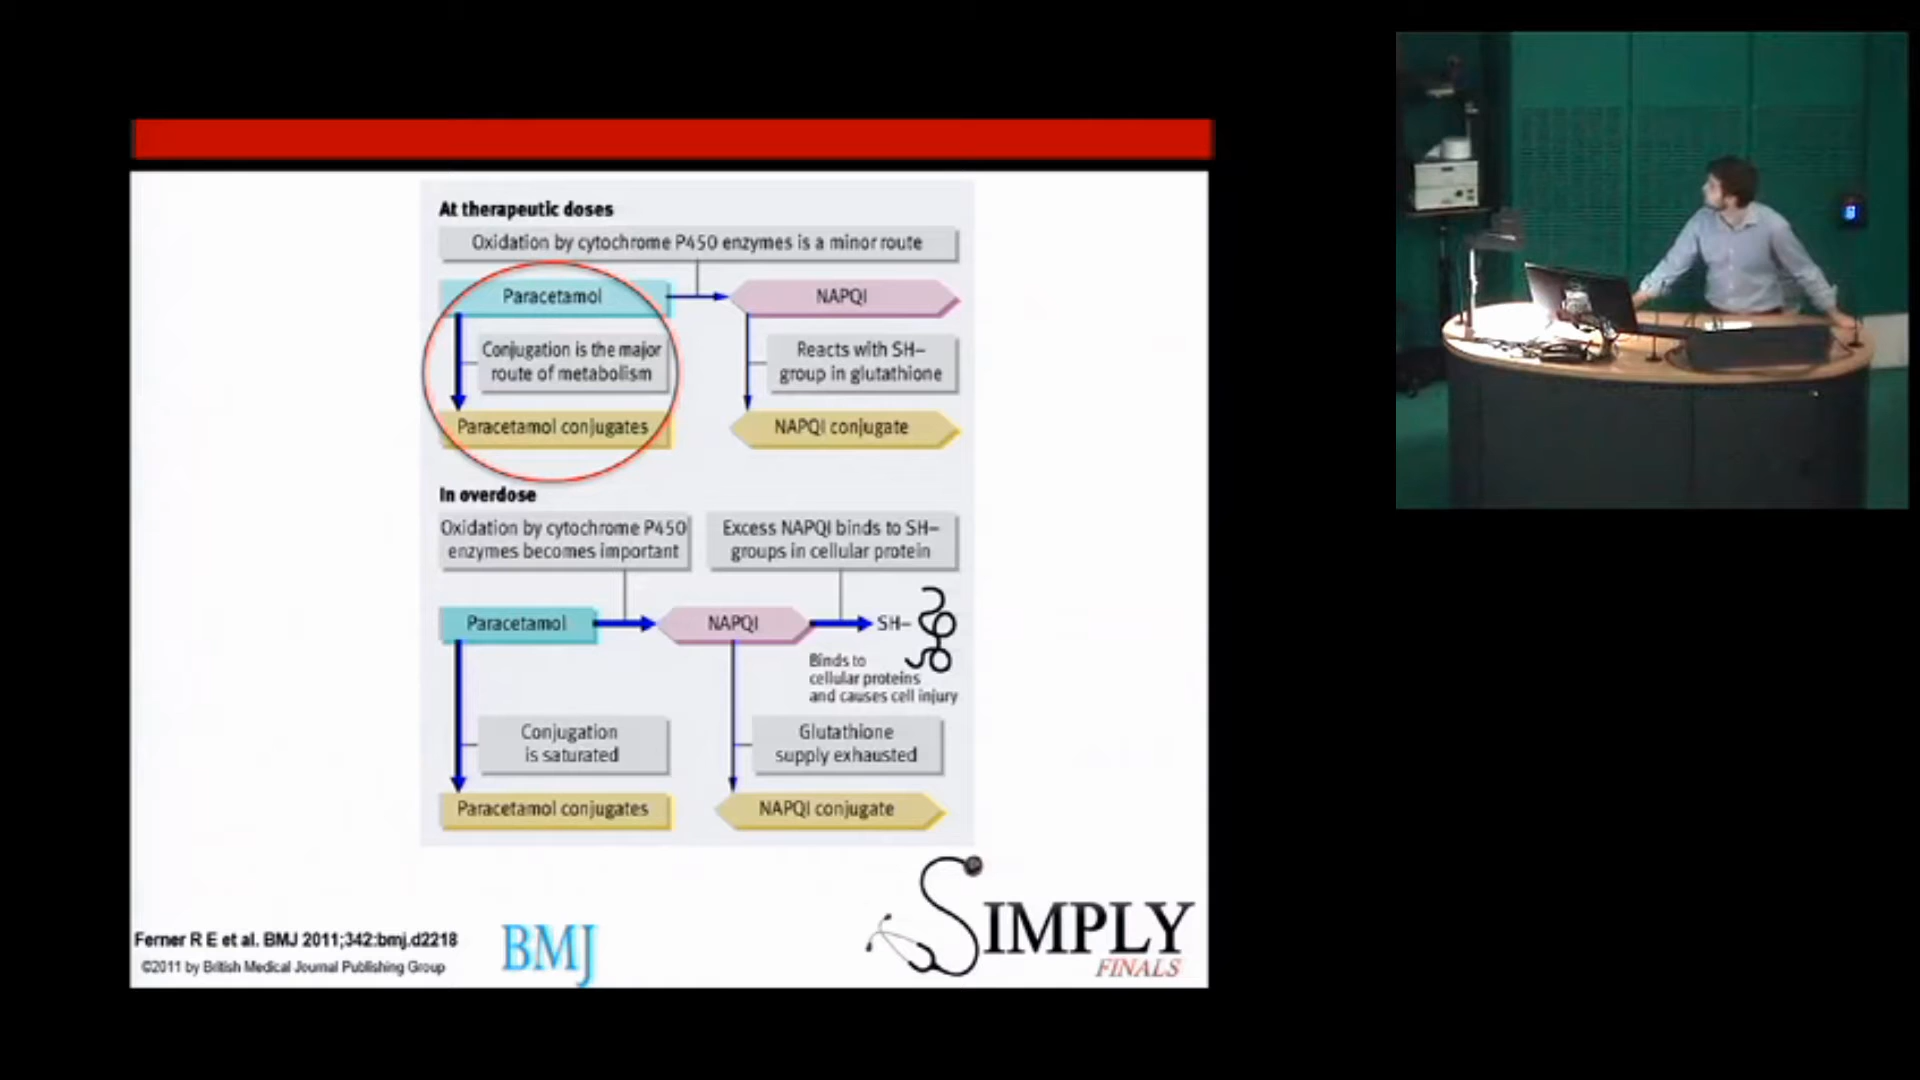 At therapeutic doses
Oxidation by cytochrome P450 enzymes is a minor route
Paracetamol
NAPQI
Conjugation is the major
route of metabolism
Reacts with SH–
group in glutathione
Paracetamol conjugates
NAPQI conjugate
In overdose
Oxidation by cytochrome P450
enzymes becomes important
Excess NAPQI binds to SH–
groups in cellular protein
Paracetamol
NAPQI
SH–
Binds to
cellular proteins
and causes cell injury
Conjugation
is saturated
Glutathione
supply exhausted
Paracetamol conjugates
NAPQI conjugate
Ferner R E et al. BMJ 2011;342:bmj.d2218
©2011 by British Medical Journal Publishing Group
BMJ
SIMPLY
FINALS